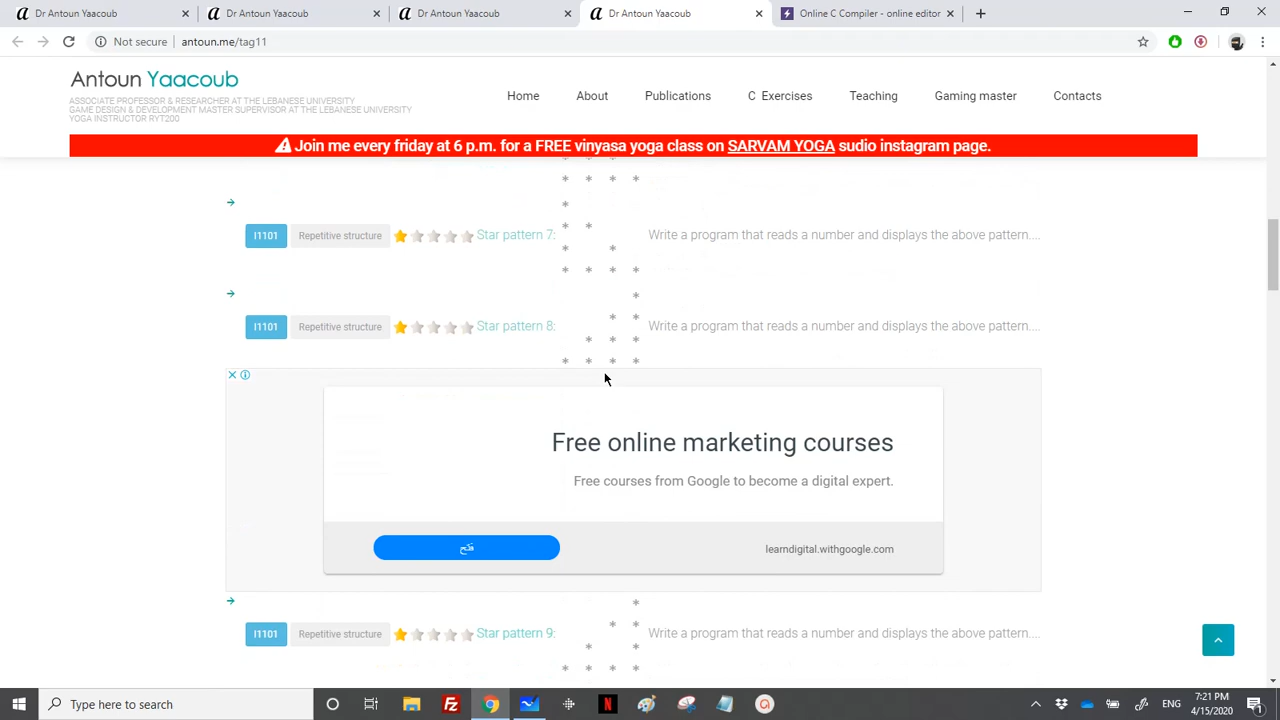 Dr Antoun Yaacoub
Dr Antoun Yaacoub
Dr Antoun Yaacoub
Dr Antoun Yaacoub
Online C Compiler - online editor
Not secure | antoun.me/tag11
Antoun Yaacoub
ASSOCIATE PROFESSOR & RESEARCHER AT THE LEBANESE UNIVERSITY
GAME DESIGN & DEVELOPMENT MASTER SUPERVISOR AT THE LEBANESE UNIVERSITY
YOGA INSTRUCTOR RYT200
Home About Publications C Exercises Teaching Gaming master Contacts
Join me every friday at 6 p.m. for a FREE vinyasa yoga class on SARVAM YOGA sudio instagram page.
* * * *
*
* *
I1101 Repetitive structure Star pattern 7: Write a program that reads a number and displays the above pattern....
* *
* * * *
*
* *
I1101 Repetitive structure Star pattern 8: Write a program that reads a number and displays the above pattern....
* * *
* * * *
Free online marketing courses
Free courses from Google to become a digital expert.
فتح
learndigital.withgoogle.com
*
* *
I1101 Repetitive structure Star pattern 9: Write a program that reads a number and displays the above pattern....
* *
* * * *
Type here to search
ENG
7:21 PM
4/15/2020